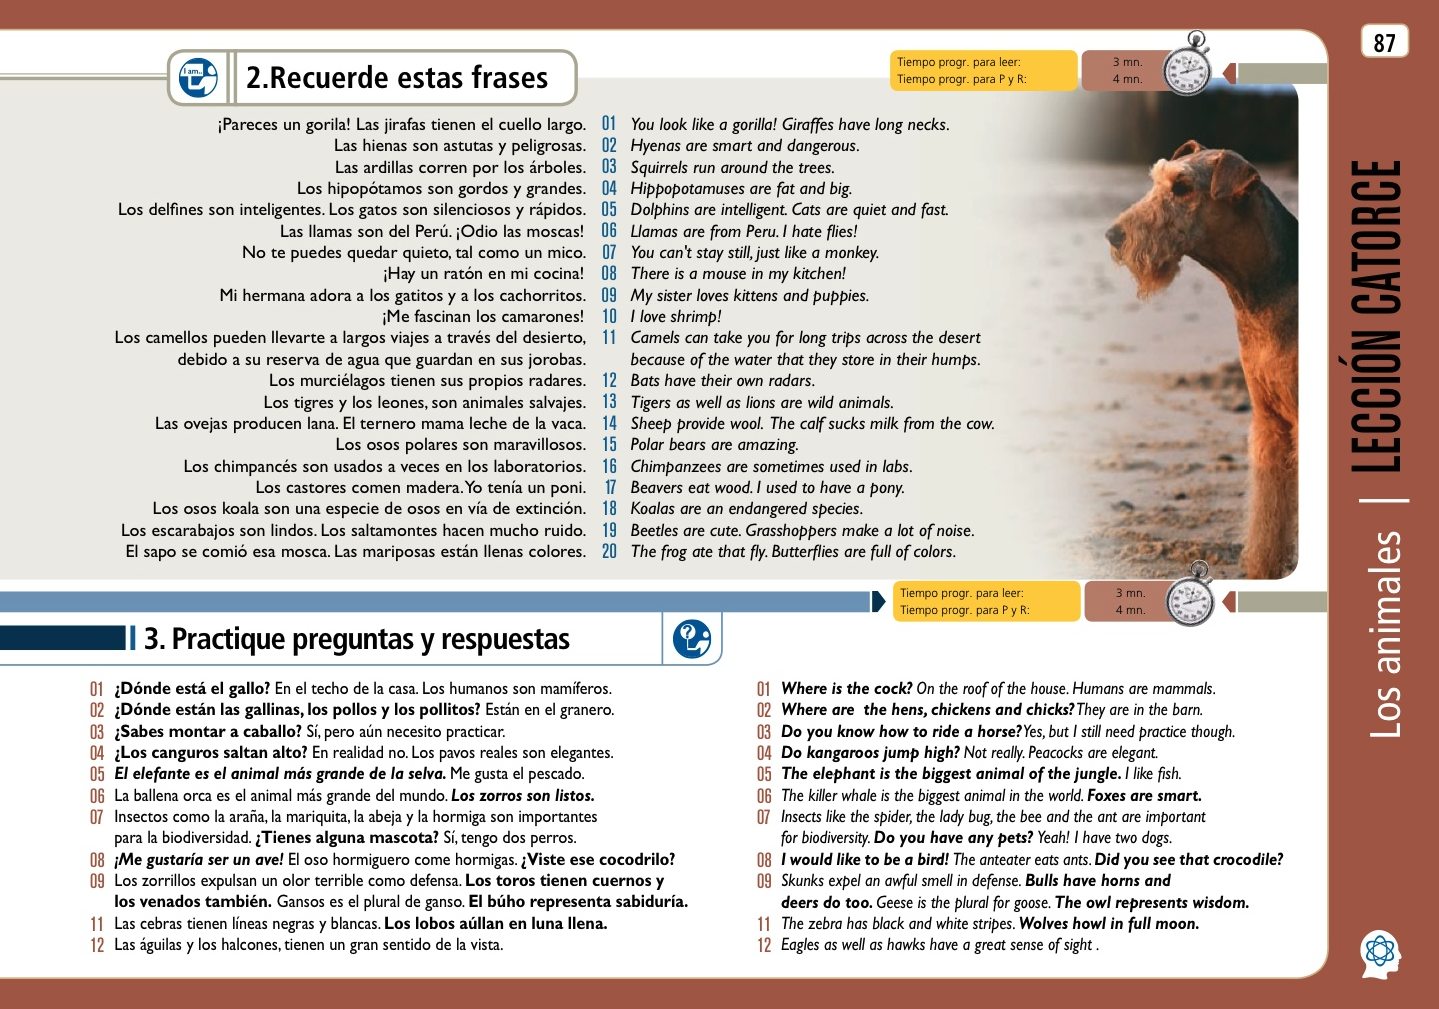 87
2.Recuerde estas frases
I am..
Tiempo progr. para leer: 3 mn.
Tiempo progr. para P y R: 4 mn.
¡Pareces un gorila! Las jirafas tienen el cuello largo. 01 You look like a gorilla! Giraffes have long necks.
Las hienas son astutas y peligrosas. 02 Hyenas are smart and dangerous.
Las ardillas corren por los árboles. 03 Squirrels run around the trees.
Los hipopótamos son gordos y grandes. 04 Hippopotamuses are fat and big.
Los delfines son inteligentes. Los gatos son silenciosos y rápidos. 05 Dolphins are intelligent. Cats are quiet and fast.
Las llamas son del Perú. ¡Odio las moscas! 06 Llamas are from Peru. I hate flies!
No te puedes quedar quieto, tal como un mico. 07 You can't stay still, just like a monkey.
¡Hay un ratón en mi cocina! 08 There is a mouse in my kitchen!
Mi hermana adora a los gatitos y a los cachorritos. 09 My sister loves kittens and puppies.
¡Me fascinan los camarones! 10 I love shrimp!
Los camellos pueden llevarte a largos viajes a través del desierto, 11 Camels can take you for long trips across the desert
debido a su reserva de agua que guardan en sus jorobas. because of the water that they store in their humps.
Los murciélagos tienen sus propios radares. 12 Bats have their own radars.
Los tigres y los leones, son animales salvajes. 13 Tigers as well as lions are wild animals.
Las ovejas producen lana. El ternero mama leche de la vaca. 14 Sheep provide wool. The calf sucks milk from the cow.
Los osos polares son maravillosos. 15 Polar bears are amazing.
Los chimpancés son usados a veces en los laboratorios. 16 Chimpanzees are sometimes used in labs.
Los castores comen madera. Yo tenía un poni. 17 Beavers eat wood. I used to have a pony.
Los osos koala son una especie de osos en vía de extinción. 18 Koalas are an endangered species.
Los escarabajos son lindos. Los saltamontes hacen mucho ruido. 19 Beetles are cute. Grasshoppers make a lot of noise.
El sapo se comió esa mosca. Las mariposas están llenas colores. 20 The frog ate that fly. Butterflies are full of colors.
Tiempo progr. para leer: 3 mn.
Tiempo progr. para P y R: 4 mn.
3. Practique preguntas y respuestas
?
01 ¿Dónde está el gallo? En el techo de la casa. Los humanos son mamíferos.
02 ¿Dónde están las gallinas, los pollos y los pollitos? Están en el granero.
03 ¿Sabes montar a caballo? Sí, pero aún necesito practicar.
04 ¿Los canguros saltan alto? En realidad no. Los pavos reales son elegantes.
05 El elefante es el animal más grande de la selva. Me gusta el pescado.
06 La ballena orca es el animal más grande del mundo. Los zorros son listos.
07 Insectos como la araña, la mariquita, la abeja y la hormiga son importantes
para la biodiversidad. ¿Tienes alguna mascota? Sí, tengo dos perros.
08 ¡Me gustaría ser un ave! El oso hormiguero come hormigas. ¿Viste ese cocodrilo?
09 Los zorrillos expulsan un olor terrible como defensa. Los toros tienen cuernos y
los venados también. Gansos es el plural de ganso. El búho representa sabiduría.
11 Las cebras tienen líneas negras y blancas. Los lobos aúllan en luna llena.
12 Las águilas y los halcones, tienen un gran sentido de la vista.
01 Where is the cock? On the roof of the house. Humans are mammals.
02 Where are the hens, chickens and chicks? They are in the barn.
03 Do you know how to ride a horse? Yes, but I still need practice though.
04 Do kangaroos jump high? Not really. Peacocks are elegant.
05 The elephant is the biggest animal of the jungle. I like fish.
06 The killer whale is the biggest animal in the world. Foxes are smart.
07 Insects like the spider, the lady bug, the bee and the ant are important
for biodiversity. Do you have any pets? Yeah! I have two dogs.
08 I would like to be a bird! The anteater eats ants. Did you see that crocodile?
09 Skunks expel an awful smell in defense. Bulls have horns and
deers do too. Geese is the plural for goose. The owl represents wisdom.
11 The zebra has black and white stripes. Wolves howl in full moon.
12 Eagles as well as hawks have a great sense of sight .
Los animales | LECCIÓN CATORCE